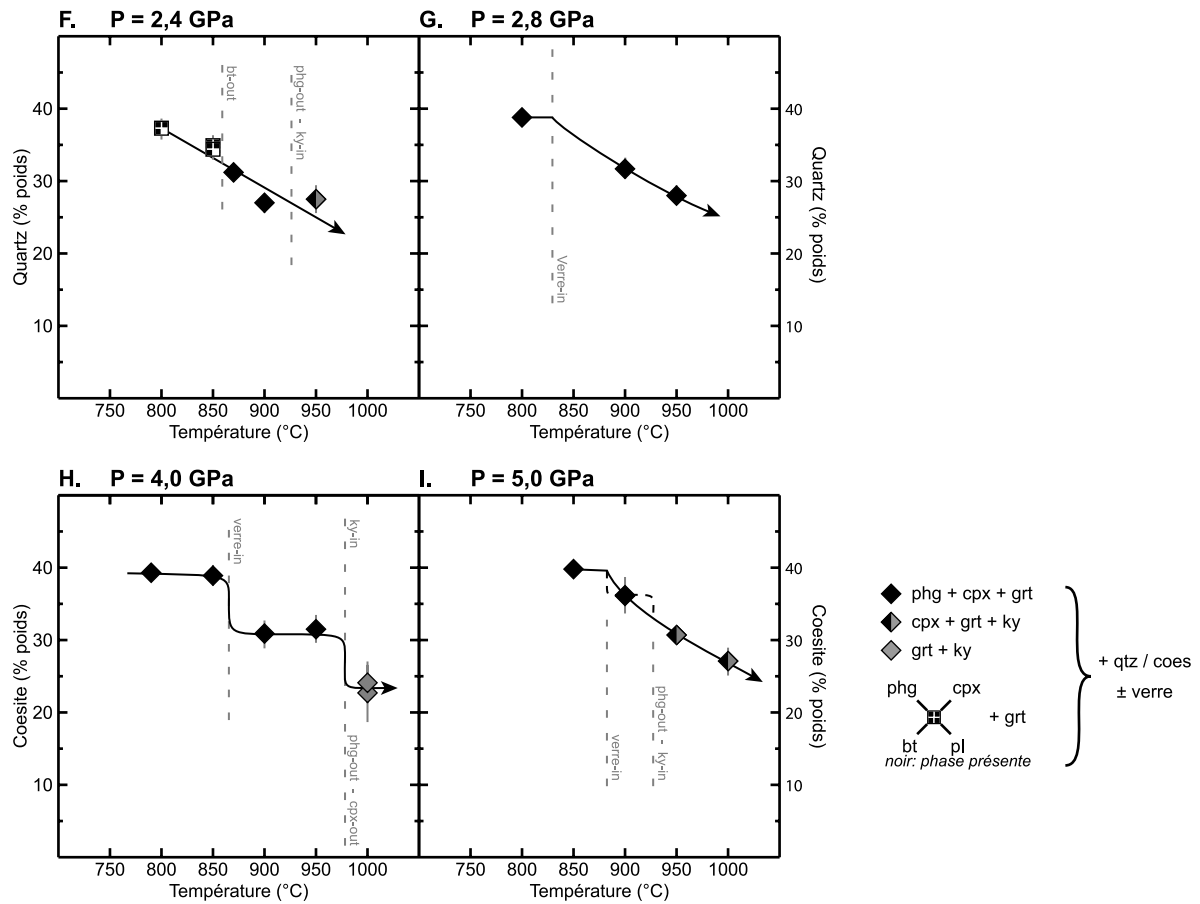 F. P = 2,4 GPa
G. P = 2,8 GPa
bt-out
phg-out - ky-in
Verre-in
40
30
20
10
Quartz (% poids)
40
30
20
10
Quartz (% poids)
750 800 850 900 950 1000
Température (°C)
750 800 850 900 950 1000
Température (°C)
H. P = 4,0 GPa
I. P = 5,0 GPa
verre-in
ky-in
phg-out - cpx-out
verre-in
phg-out - ky-in
40
30
20
10
Coesite (% poids)
40
30
20
10
Coesite (% poids)
750 800 850 900 950 1000
Température (°C)
750 800 850 900 950 1000
Température (°C)
phg + cpx + grt
cpx + grt + ky
grt + ky
phg cpx
+ grt
bt pl
noir: phase présente
+ qtz / coes
± verre